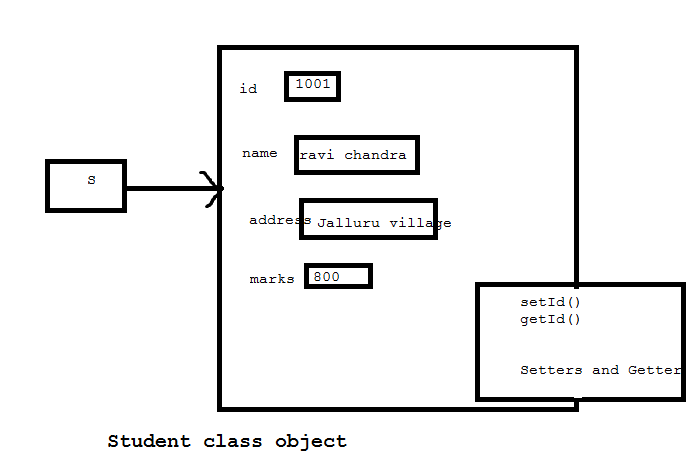 id 1001
name ravi chandra
s
address Jalluru village
marks 800
setId()
getId()
Setters and Getter
Student class object